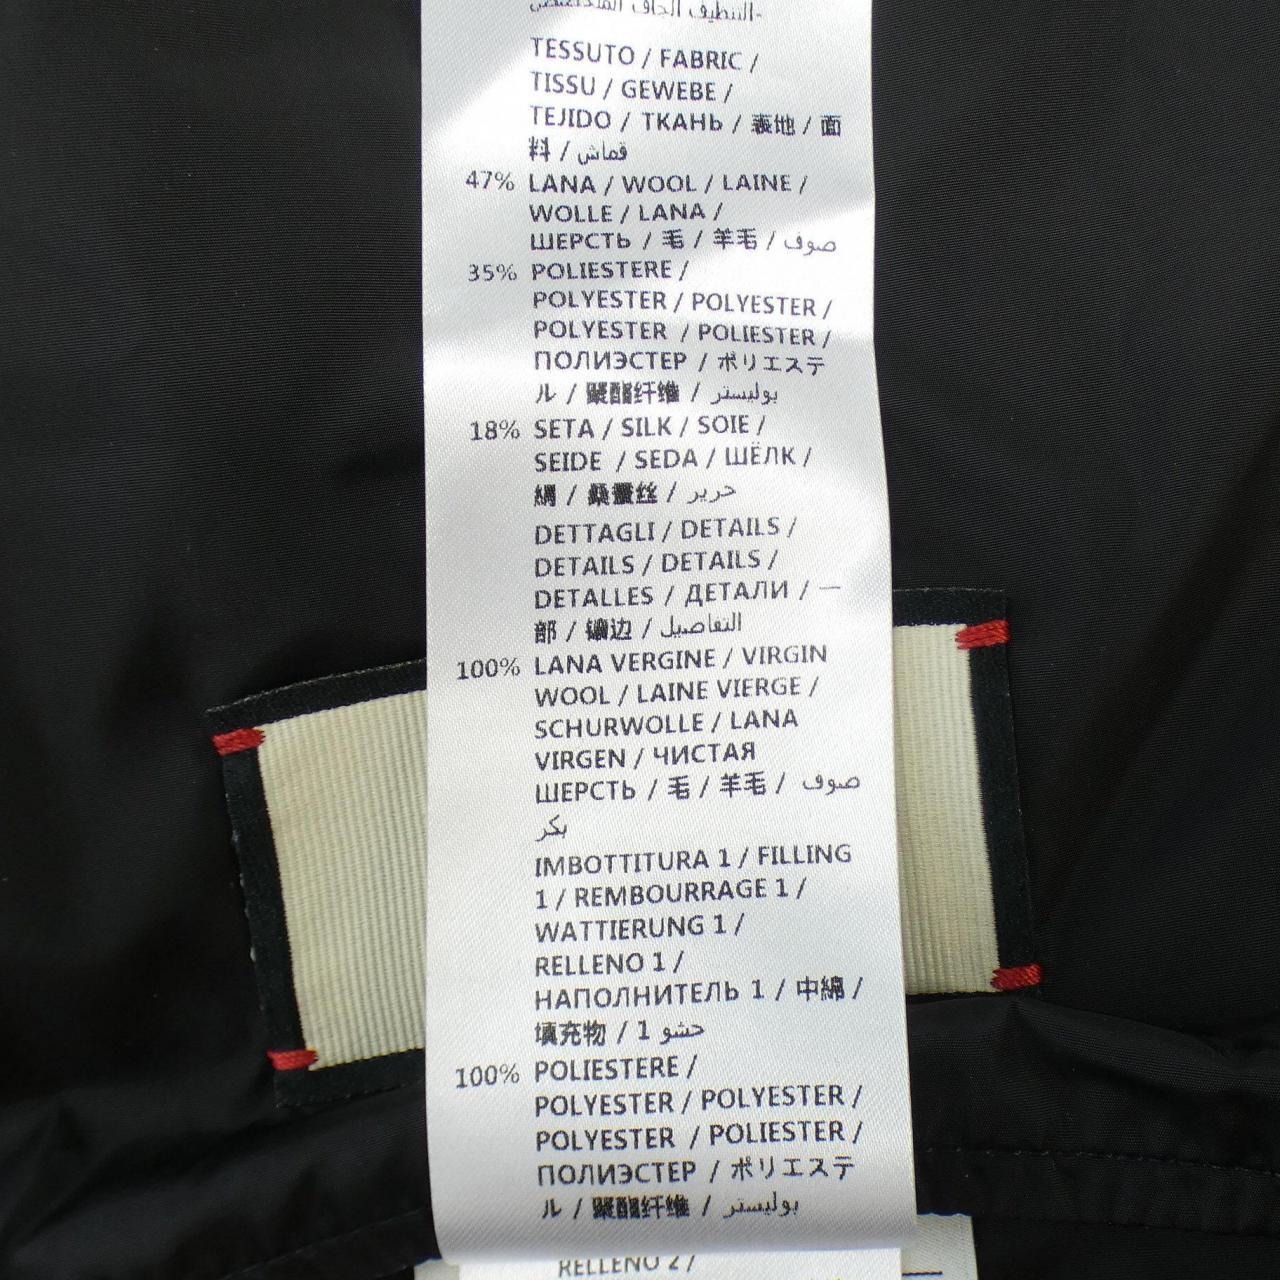 -التنظيف الجاف المتخصص
TESSUTO / FABRIC /
TISSU / GEWEBE /
TEJIDO / ТКАНЬ / 表地 / 面
料 / قماش
47% LANA / WOOL / LAINE /
WOLLE / LANA /
ШЕРСТЬ / 毛 / 羊毛 / صوف
35% POLIESTERE /
POLYESTER / POLYESTER /
POLYESTER / POLIESTER /
ПОЛИЭСТЕР / ポリエステ
ル / 聚酯纤维 / بوليستر
18% SETA / SILK / SOIE /
SEIDE / SEDA / ШЁЛК /
絹 / 桑蚕丝 / حرير
DETTAGLI / DETAILS /
DETAILS / DETAILS /
DETALLES / ДЕТАЛИ / 一
部 / 镶边 / التفاصيل
100% LANA VERGINE / VIRGIN
WOOL / LAINE VIERGE /
SCHURWOLLE / LANA
VIRGEN / ЧИСТАЯ
ШЕРСТЬ / 毛 / 羊毛 / صوف
بكر
IMBOTTITURA 1 / FILLING
1 / REMBOURRAGE 1 /
WATTIERUNG 1 /
RELLENO 1 /
НАПОЛНИТЕЛЬ 1 / 中綿 /
填充物 / حشو 1
100% POLIESTERE /
POLYESTER / POLYESTER /
POLYESTER / POLIESTER /
ПОЛИЭСТЕР / ポリエステ
ル / 聚酯纤维 / بوليستر
RELLENO 2 /